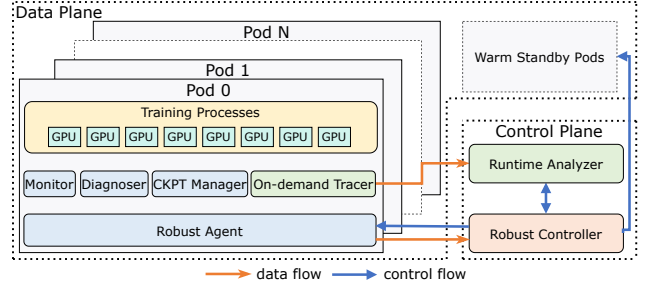 Data Plane
Pod N
Pod 1
Pod 0
Training Processes
GPU GPU GPU GPU GPU GPU GPU GPU
Monitor Diagnoser CKPT Manager On-demand Tracer
Robust Agent
Warm Standby Pods
Control Plane
Runtime Analyzer
Robust Controller
data flow control flow